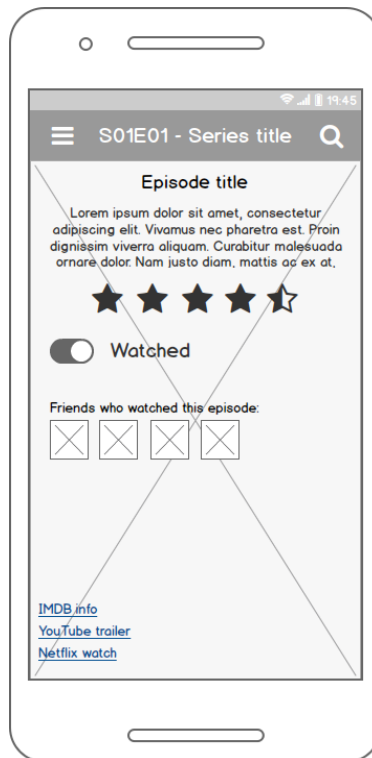 19:45
S01E01 - Series title
Episode title
Lorem ipsum dolor sit amet, consectetur
adipiscing elit. Vivamus nec pharetra est. Proin
dignissim viverra aliquam. Curabitur malesuada
ornare dolor. Nam justo diam, mattis ac ex at,
Watched
Friends who watched this episode:
IMDB info
YouTube trailer
Netflix watch